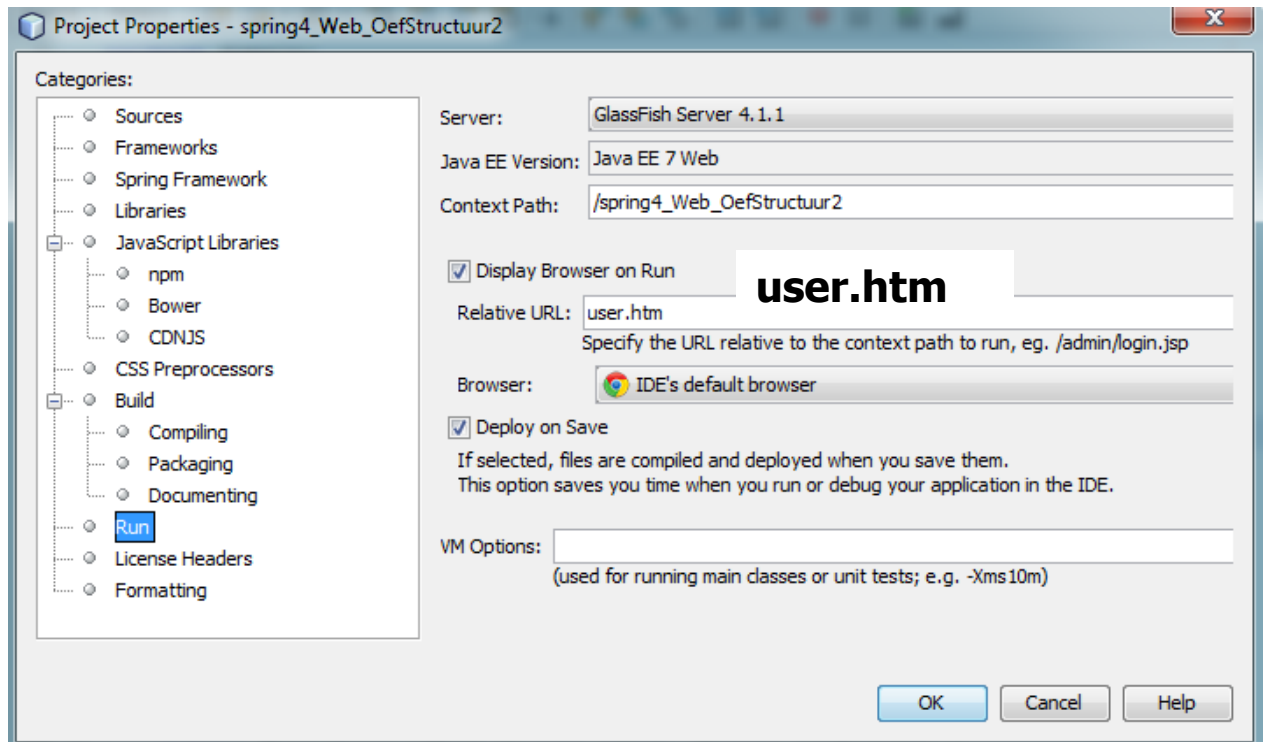 Project Properties - spring4_Web_OefStructuur2
Categories:
Sources
Frameworks
Spring Framework
Libraries
JavaScript Libraries
npm
Bower
CDNJS
CSS Preprocessors
Build
Compiling
Packaging
Documenting
Run
License Headers
Formatting
Server: GlassFish Server 4.1.1
Java EE Version: Java EE 7 Web
Context Path: /spring4_Web_OefStructuur2
Display Browser on Run
user.htm
Relative URL: user.htm
Specify the URL relative to the context path to run, eg. /admin/login.jsp
Browser: IDE's default browser
Deploy on Save
If selected, files are compiled and deployed when you save them.
This option saves you time when you run or debug your application in the IDE.
VM Options:
(used for running main classes or unit tests; e.g. -Xms10m)
OK Cancel Help